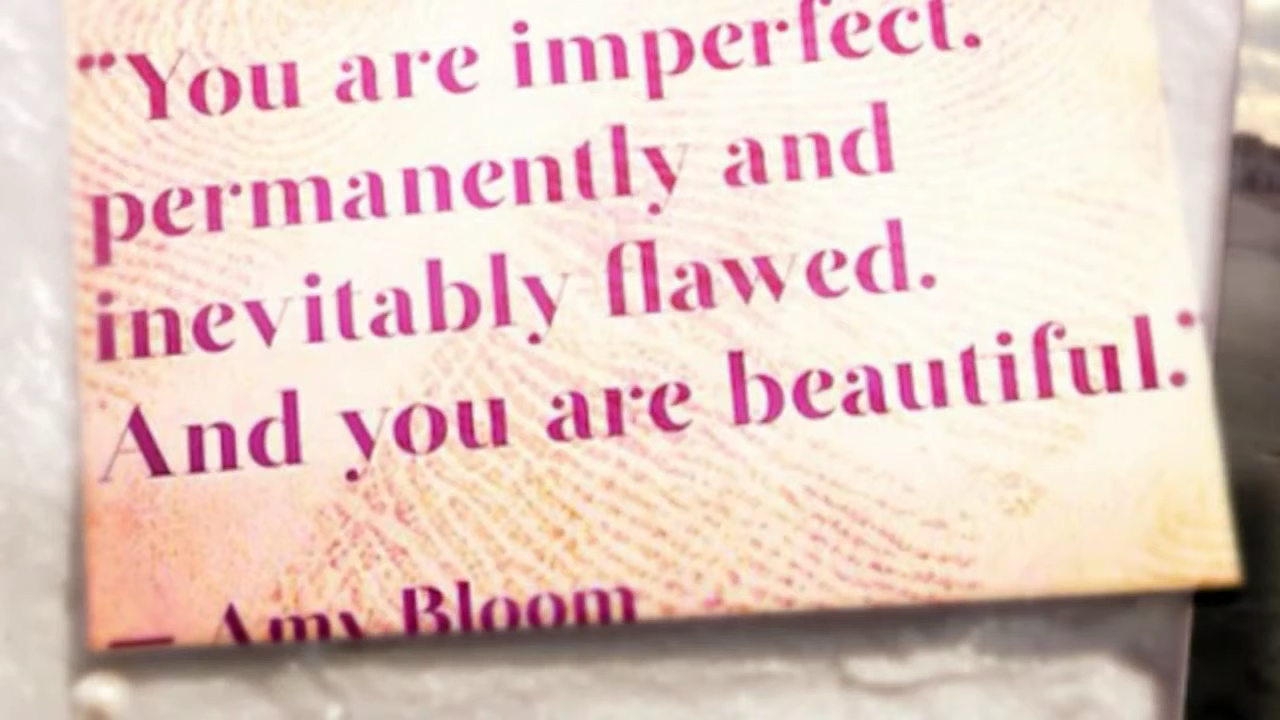 "You are imperfect.
permanently and
inevitably flawed.
And you are beautiful."
— Amy Bloom